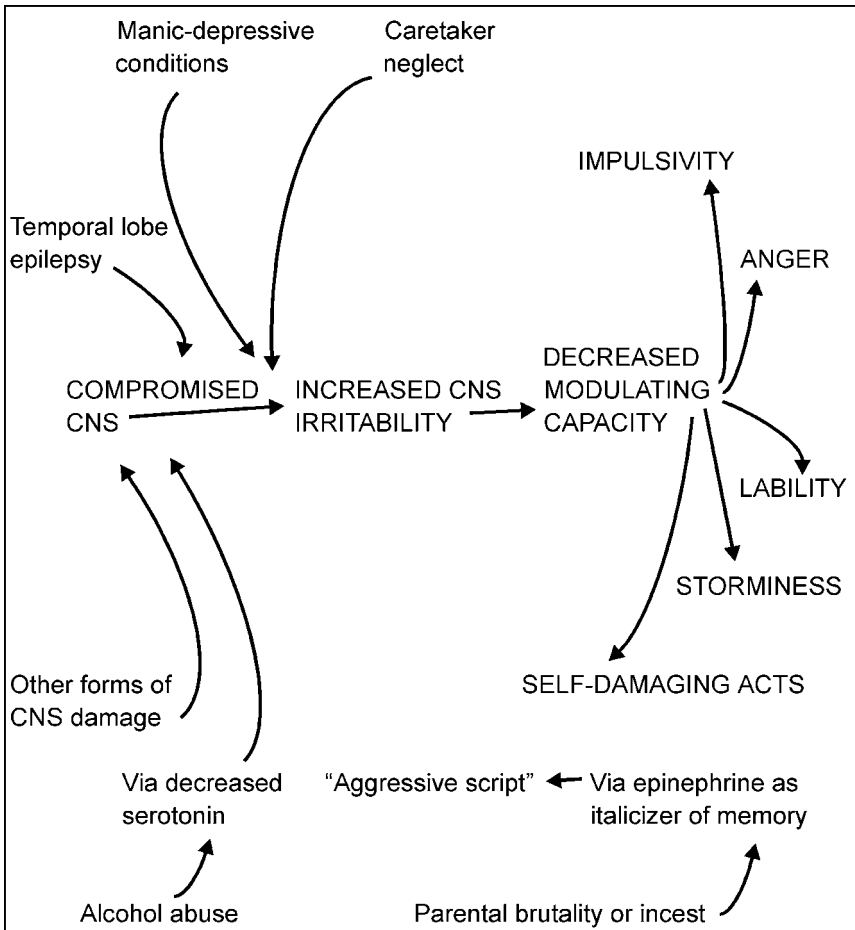 Manic-depressive
conditions
Caretaker
neglect
IMPULSIVITY
Temporal lobe
epilepsy
ANGER
COMPROMISED
CNS
INCREASED CNS
IRRITABILITY
DECREASED
MODULATING
CAPACITY
LABILITY
STORMINESS
SELF-DAMAGING ACTS
Other forms of
CNS damage
Via decreased
serotonin
“Aggressive script”
Via epinephrine as
italicizer of memory
Alcohol abuse
Parental brutality or incest